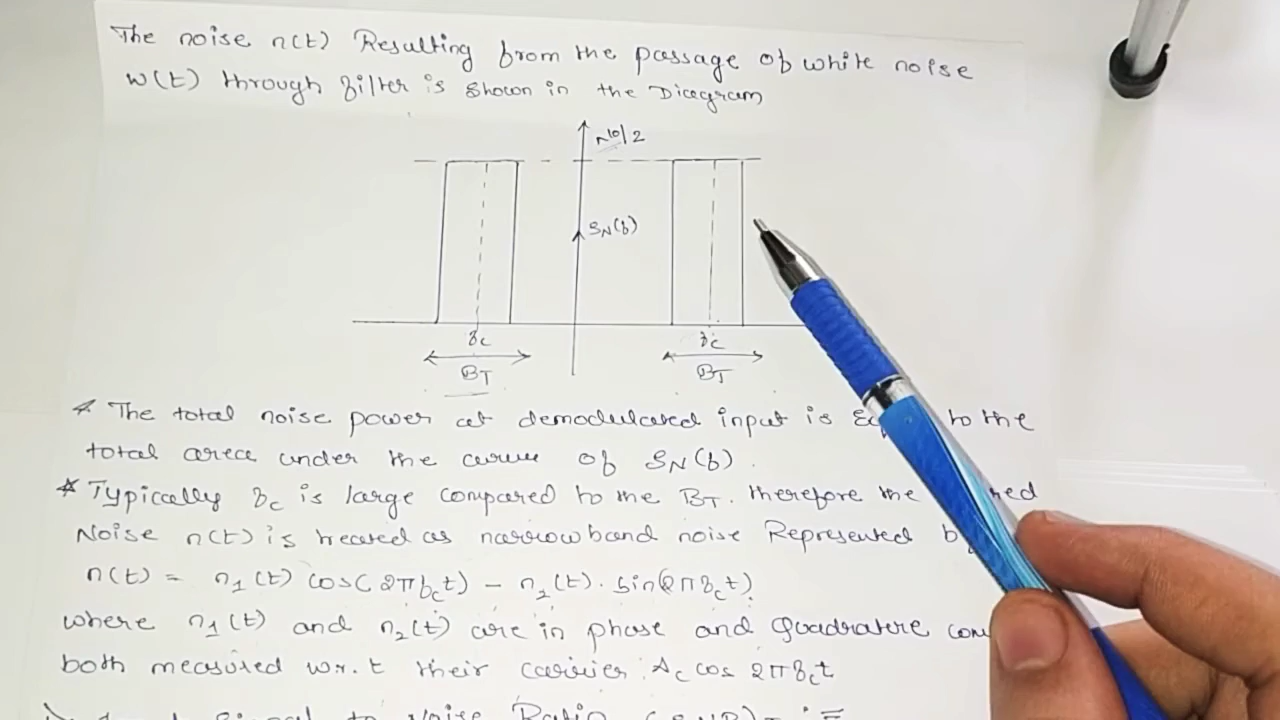 The noise n(t) Resulting from the passage of white noise
w(t) through filter is shown in the Diagram
N0/2
SN(f)
fc
fc
BT
BT
* The total noise power at demodulated input is to the
total area under the curve of SN(f).
* Typically fc is large compared to the BT. therefore the
Noise n(t) is treated as narrowband noise Represented
n(t) = n1(t) cos(2πfct) - n2(t). sin(2πfct).
where n1(t) and n2(t) are in phase and quadrature
both measured w.r.t their carrier Ac cos 2πfct
to Noise Ratio